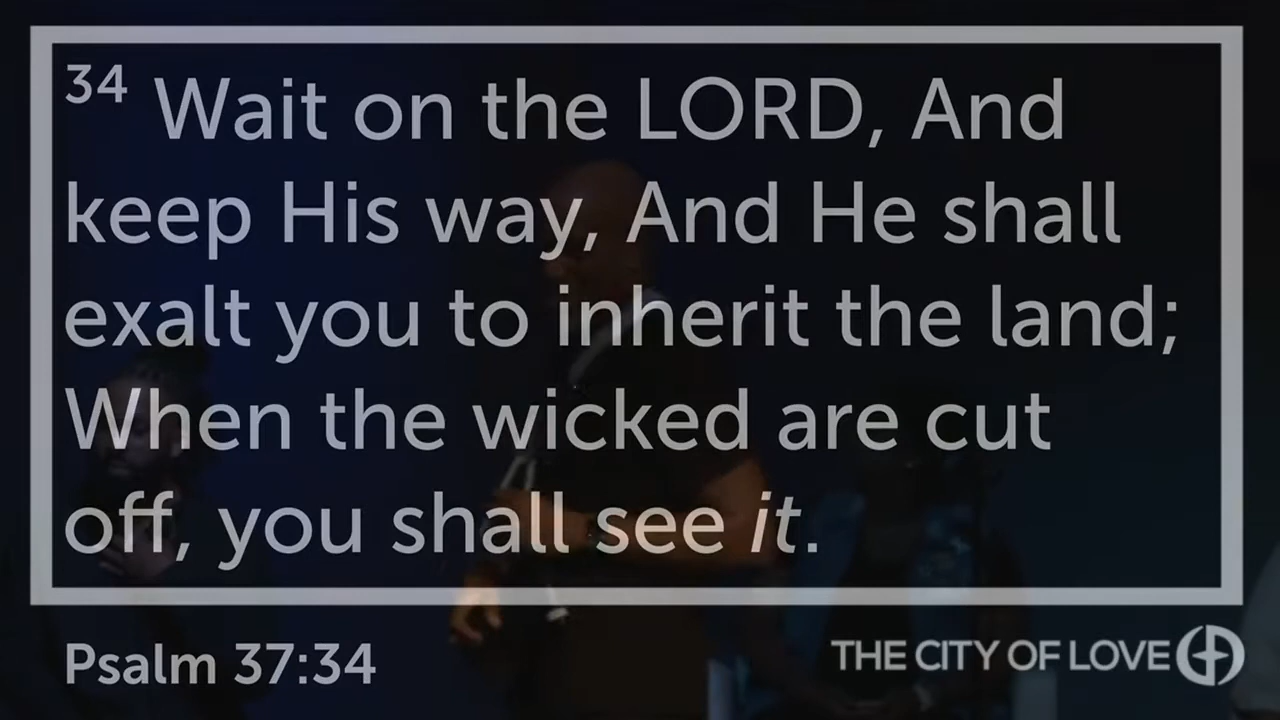 34 Wait on the LORD, And
keep His way, And He shall
exalt you to inherit the land;
When the wicked are cut
off, you shall see it.
Psalm 37:34
THE CITY OF LOVE